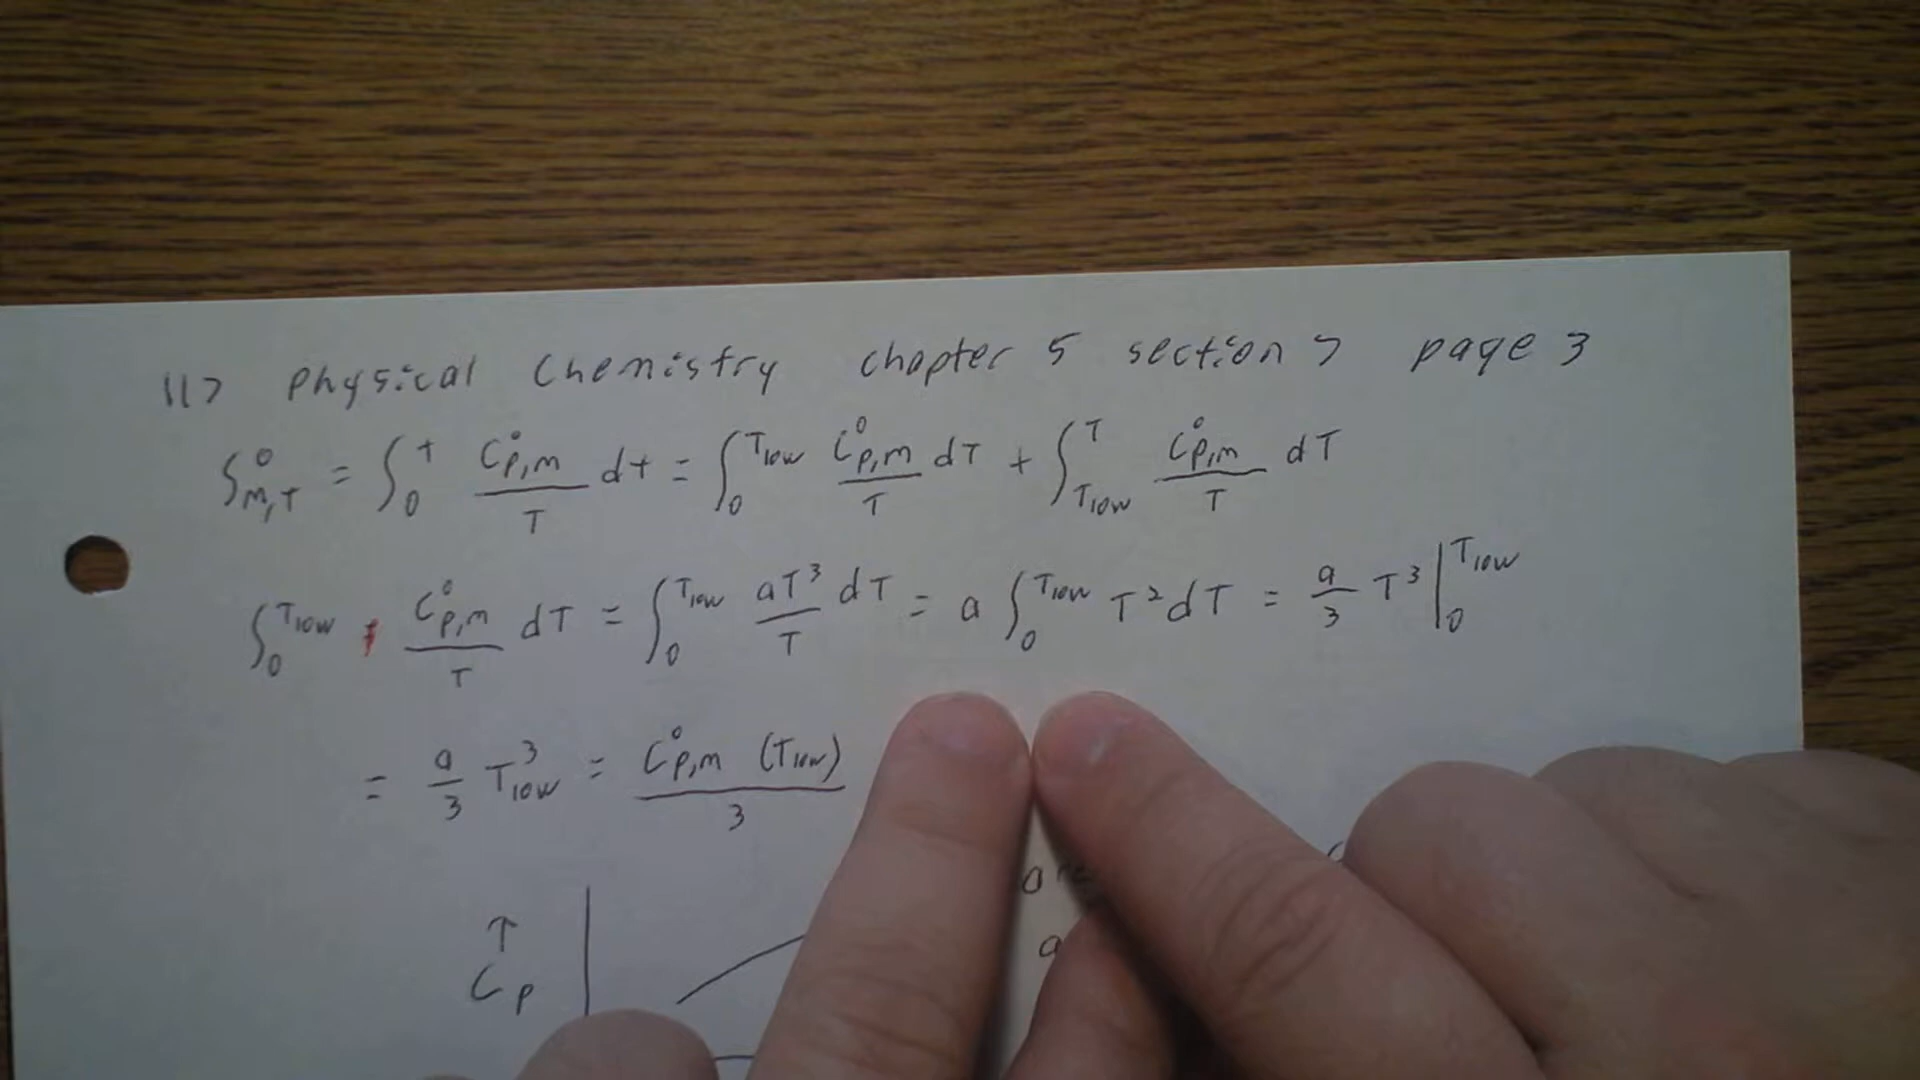 117 Physical Chemistry chapter 5 section 7 page 3
S°m,T = ∫₀ᵀ C°p,m/T dt = ∫₀^Tlow C°p,m/T dT + ∫_Tlow^T C°p,m/T dT
∫₀^Tlow C°p,m/T dT = ∫₀^Tlow aT³/T dT = a ∫₀^Tlow T² dT = a/3 T³ |₀^Tlow
= a/3 T³low = C°p,m (Tlow)/3
↑
Cp